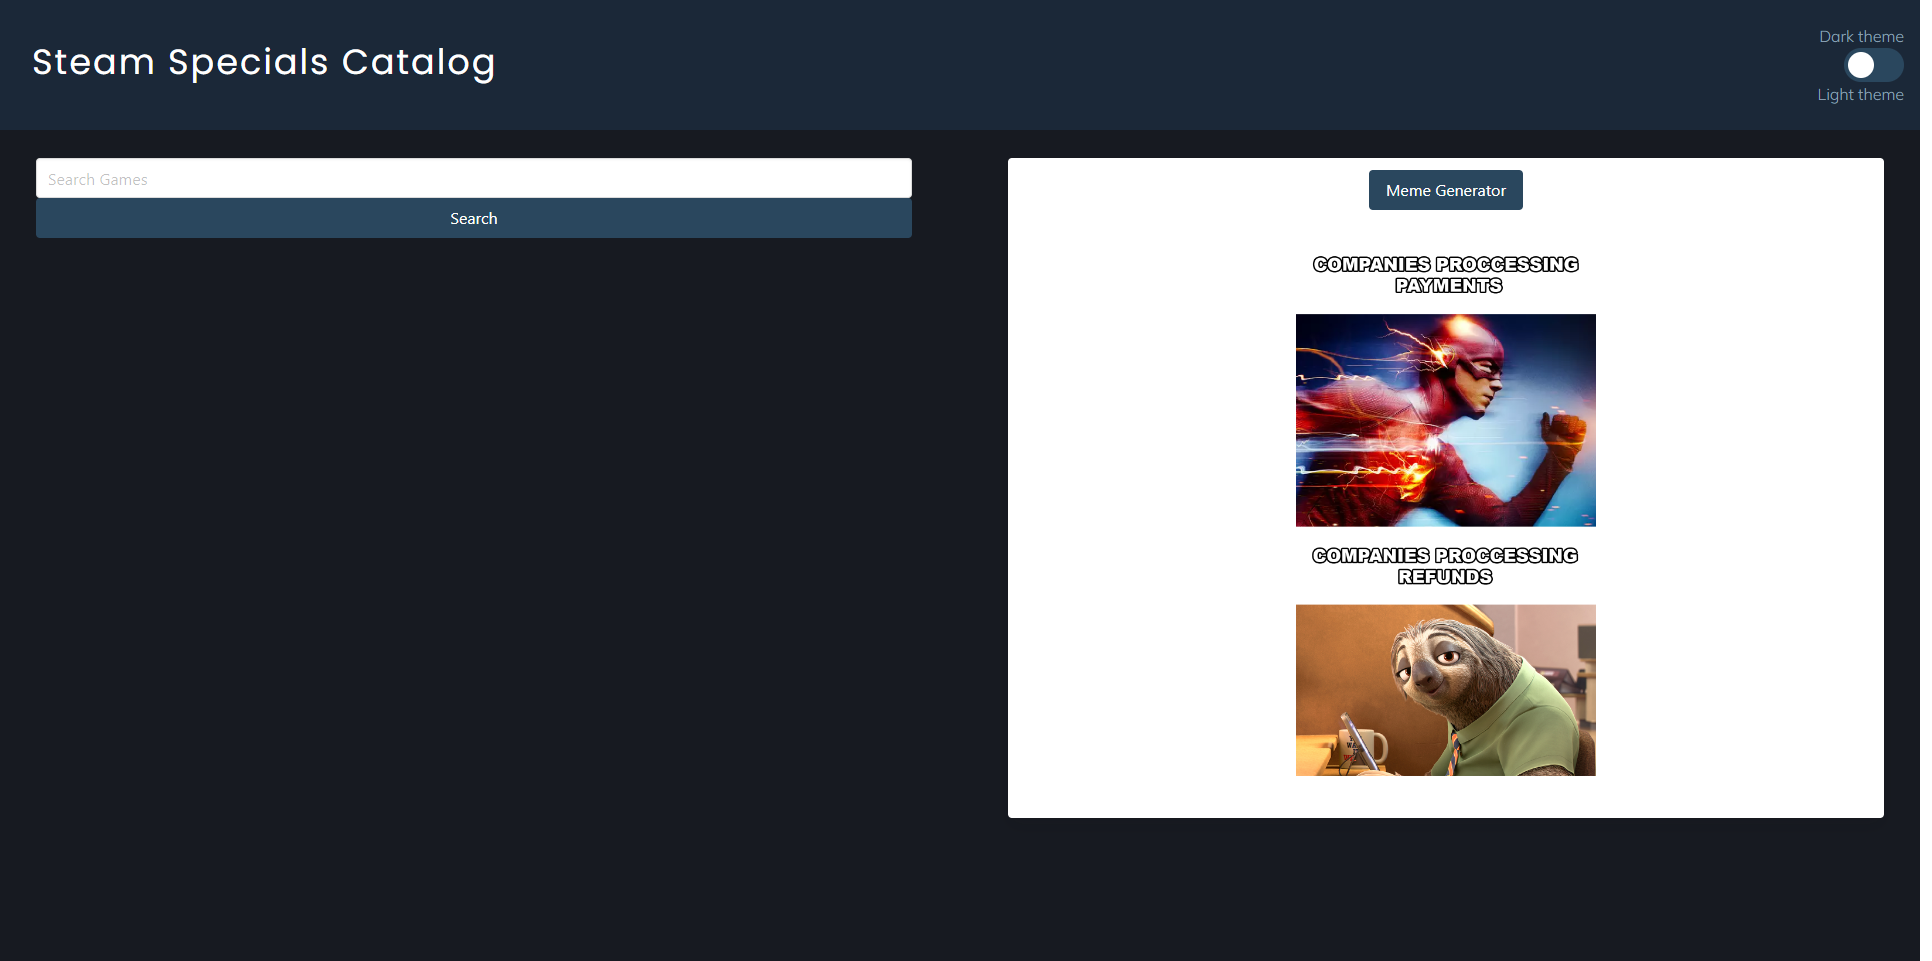 Steam Specials Catalog
Dark theme
Light theme
Search Games
Search
Meme Generator
COMPANIES PROCCESSING
PAYMENTS
COMPANIES PROCCESSING
REFUNDS